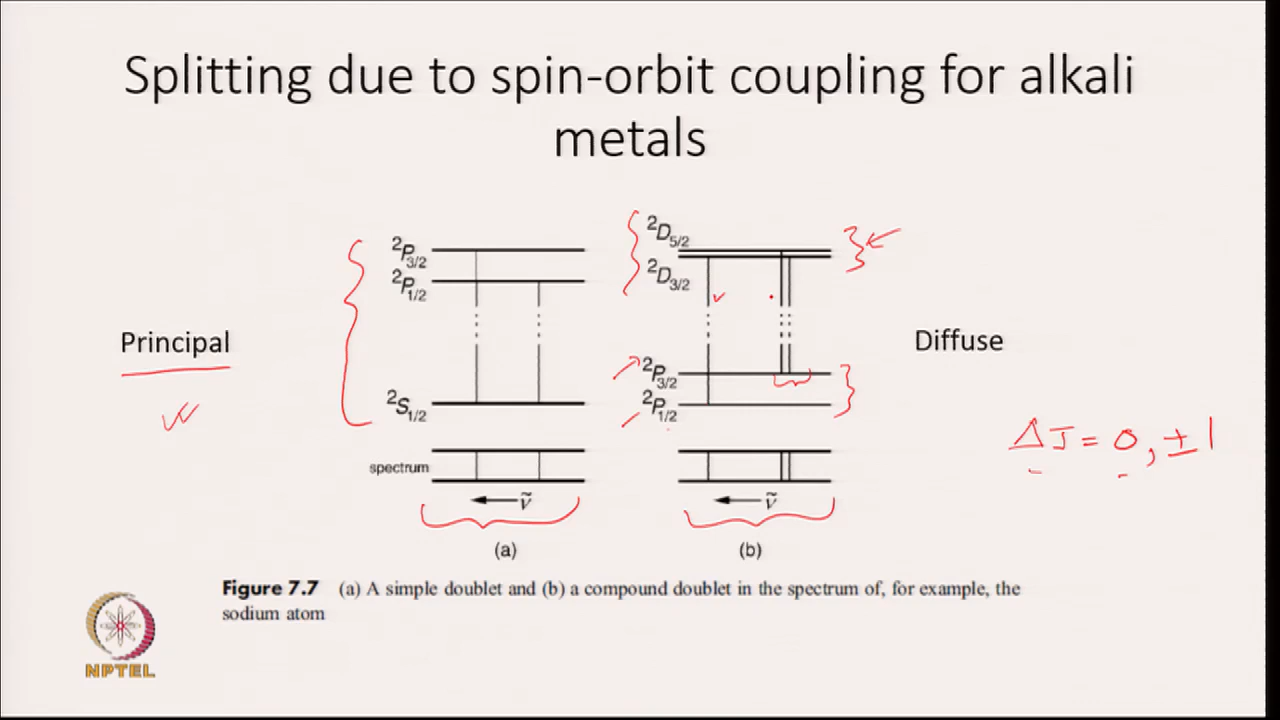 Splitting due to spin-orbit coupling for alkali
metals
Principal
²P₃/₂
²P₁/₂
²S₁/₂
spectrum
ṽ
(a)
²D₅/₂
²D₃/₂
²P₃/₂
²P₁/₂
ṽ
(b)
Diffuse
ΔJ = 0, ±1
Figure 7.7 (a) A simple doublet and (b) a compound doublet in the spectrum of, for example, the
sodium atom
NPTEL